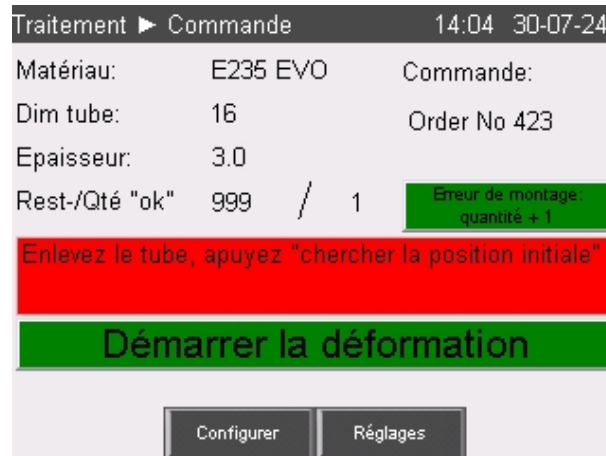 Traitement ► Commande 14:04 30-07-24
Matériau: E235 EVO Commande:
Dim tube: 16 Order No 423
Epaisseur: 3.0
Rest-/Qté "ok" 999 / 1 Erreur de montage:
quantité + 1
Enlevez le tube, apuyez "chercher la position initiale"
Démarrer la déformation
Configurer Réglages